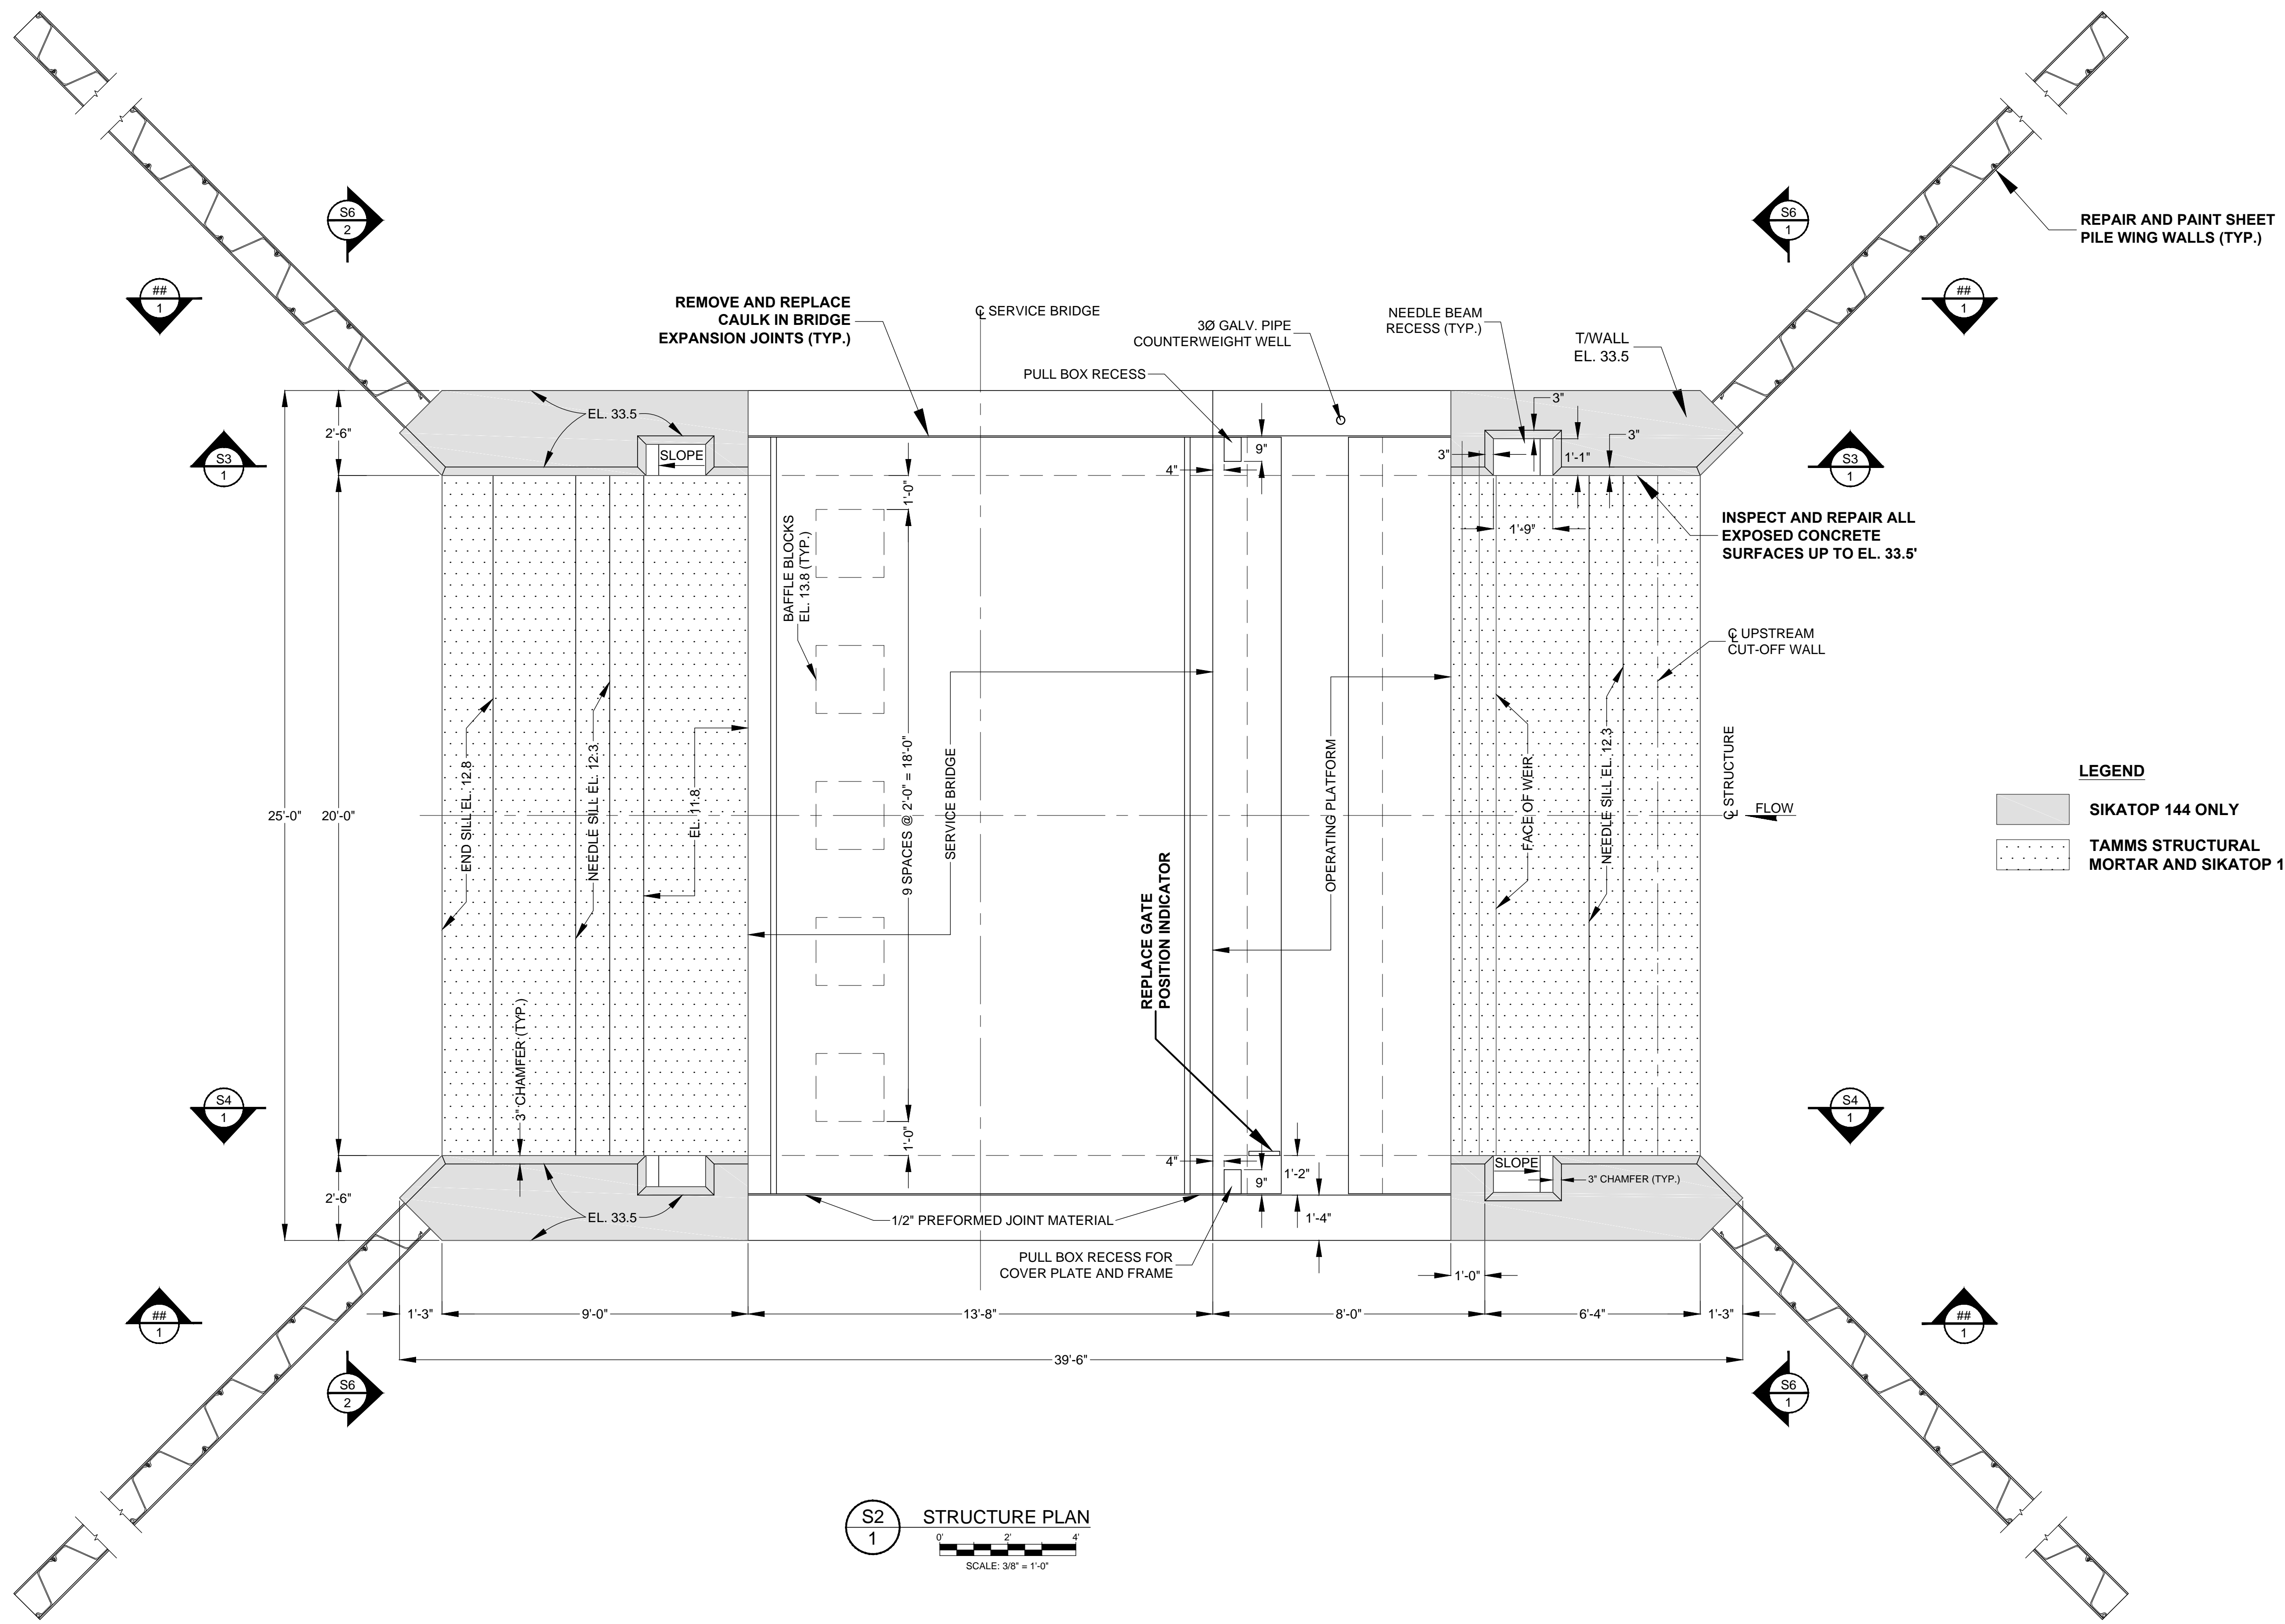 S6
2
S6
1
REPAIR AND PAINT SHEET
PILE WING WALLS (TYP.)
##
1
##
1
REMOVE AND REPLACE
CAULK IN BRIDGE
EXPANSION JOINTS (TYP.)
℄ SERVICE BRIDGE
3Ø GALV. PIPE
COUNTERWEIGHT WELL
NEEDLE BEAM
RECESS (TYP.)
T/WALL
EL. 33.5
PULL BOX RECESS
3"
EL. 33.5
2'-6"
3"
9"
SLOPE
3"
1'-1"
S3
1
S3
1
4"
1'-0"
1'-9"
INSPECT AND REPAIR ALL
EXPOSED CONCRETE
SURFACES UP TO EL. 33.5'
BAFFLE BLOCKS
EL. 13.8 (TYP.)
℄ UPSTREAM
CUT-OFF WALL
25'-0"
20'-0"
END SILL EL. 12.8
NEEDLE SILL EL. 12.3
EL. 11.8
9 SPACES @ 2'-0" = 18'-0"
SERVICE BRIDGE
OPERATING PLATFORM
FACE OF WEIR
NEEDLE SILL EL. 12.3
℄ STRUCTURE
FLOW
LEGEND
SIKATOP 144 ONLY
TAMMS STRUCTURAL
MORTAR AND SIKATOP 1
REPLACE GATE
POSITION INDICATOR
3" CHAMFER (TYP.)
S4
1
S4
1
1'-0"
4"
1'-2"
9"
SLOPE
3" CHAMFER (TYP.)
2'-6"
EL. 33.5
1/2" PREFORMED JOINT MATERIAL
1'-4"
PULL BOX RECESS FOR
COVER PLATE AND FRAME
1'-0"
1'-3"
9'-0"
13'-8"
8'-0"
6'-4"
1'-3"
##
1
##
1
39'-6"
S6
2
S6
1
S2
1
STRUCTURE PLAN
0' 2' 4'
SCALE: 3/8" = 1'-0"